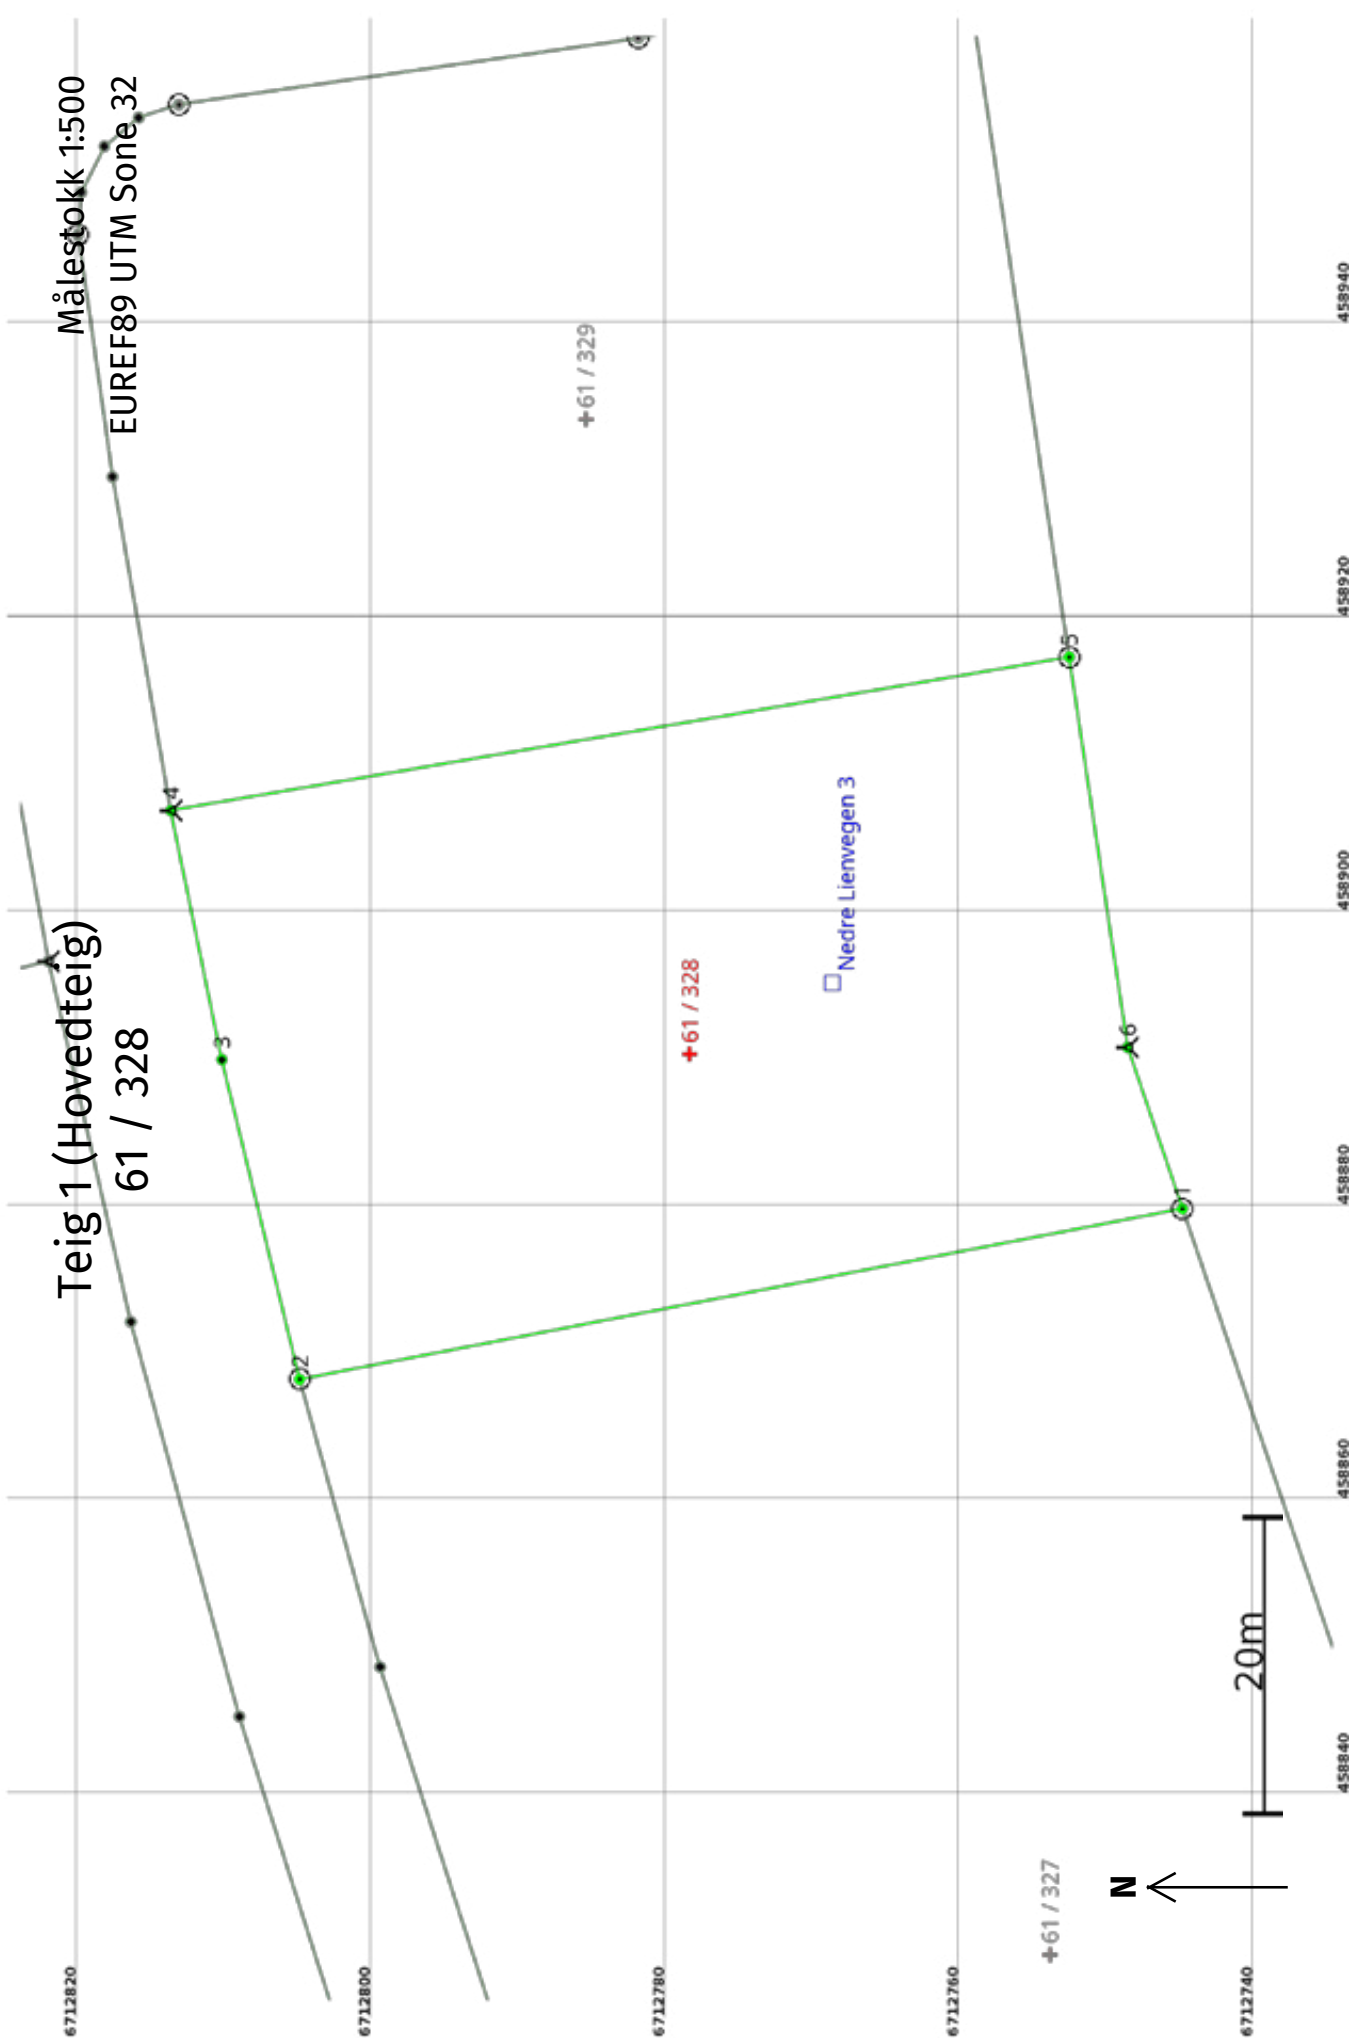 Teig 1 (Hovedteig)
61 / 328
Målestokk 1:500
EUREF89 UTM Sone 32
6712820
6712800
6712780
6712760
6712740
458840
458860
458880
458900
458920
458940
4
3
2
5
6
1
+61 / 329
+61 / 328
Nedre Lienvegen 3
+61 / 327
N
20m